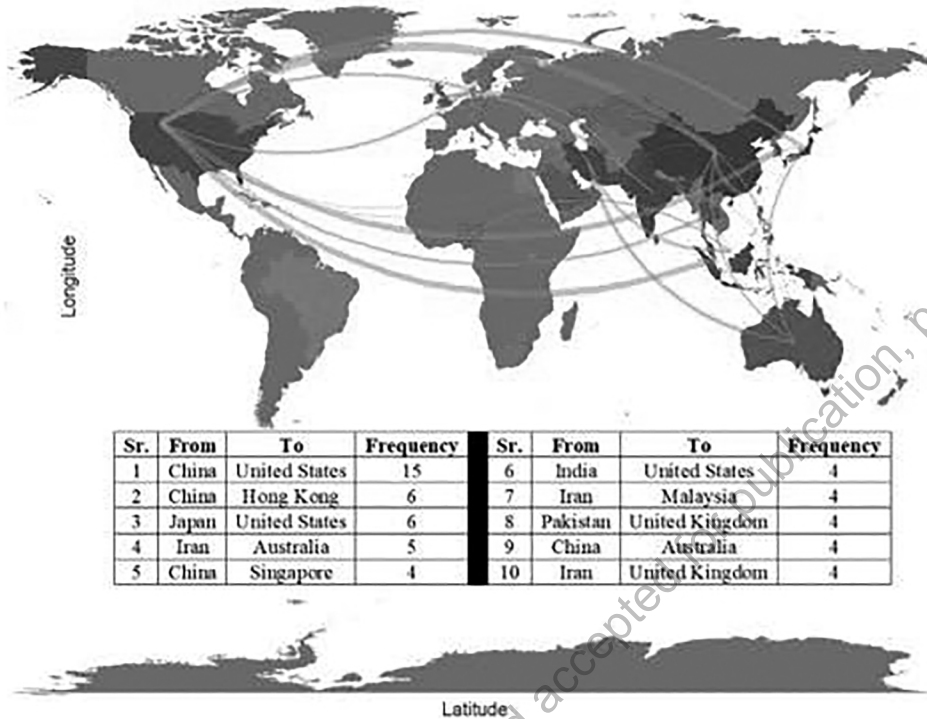 Longitude
Sr. From To Frequency Sr. From To Frequency
1 China United States 15 6 India United States 4
2 China Hong Kong 6 7 Iran Malaysia 4
3 Japan United States 6 8 Pakistan United Kingdom 4
4 Iran Australia 5 9 China Australia 4
5 China Singapore 4 10 Iran United Kingdom 4
Latitude
accepted for publication, p